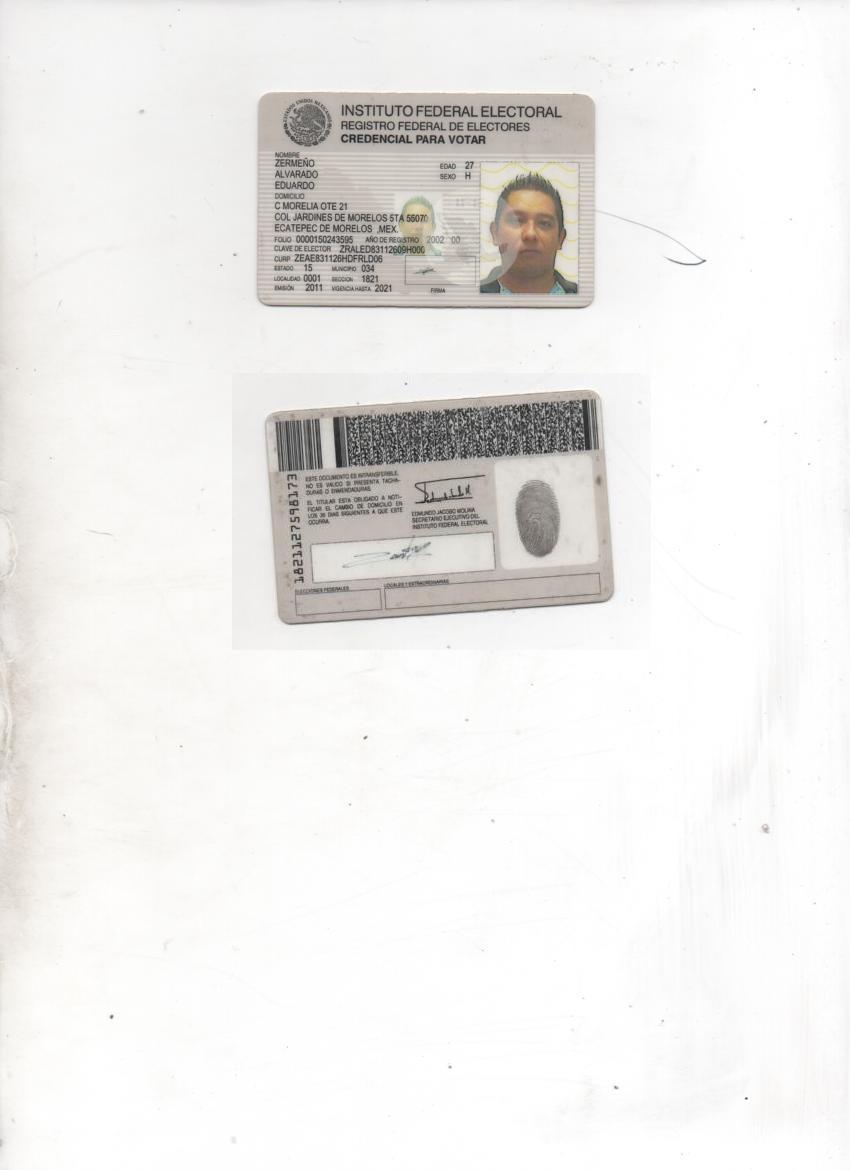 ESTADOS UNIDOS MEXICANOS
INSTITUTO FEDERAL ELECTORAL
REGISTRO FEDERAL DE ELECTORES
CREDENCIAL PARA VOTAR
NOMBRE
ZERMEÑO
ALVARADO
EDUARDO
EDAD 27
SEXO H
DOMICILIO
C MORELIA OTE 21
COL JARDINES DE MORELOS 5TA 55070
ECATEPEC DE MORELOS ,MEX.
FOLIO 0000150243595 AÑO DE REGISTRO 2002 00
CLAVE DE ELECTOR ZRALED83112609H000
CURP ZEAE831126HDFRLD06
ESTADO 15 MUNICIPIO 034
LOCALIDAD 0001 SECCION 1821
EMISIÓN 2011 VIGENCIA HASTA 2021
FIRMA
ESTE DOCUMENTO ES INTRANSFERIBLE,
NO ES VALIDO SI PRESENTA TACHA-
DURAS O ENMENDADURAS.
EL TITULAR ESTA OBLIGADO A NOTI-
FICAR EL CAMBIO DE DOMICILIO EN
LOS 30 DIAS SIGUIENTES A QUE ESTE
OCURRA.
EDMUNDO JACOBO MOLINA
SECRETARIO EJECUTIVO DEL
INSTITUTO FEDERAL ELECTORAL
1821127598173
ELECCIONES FEDERALES
LOCALES Y EXTRAORDINARIAS